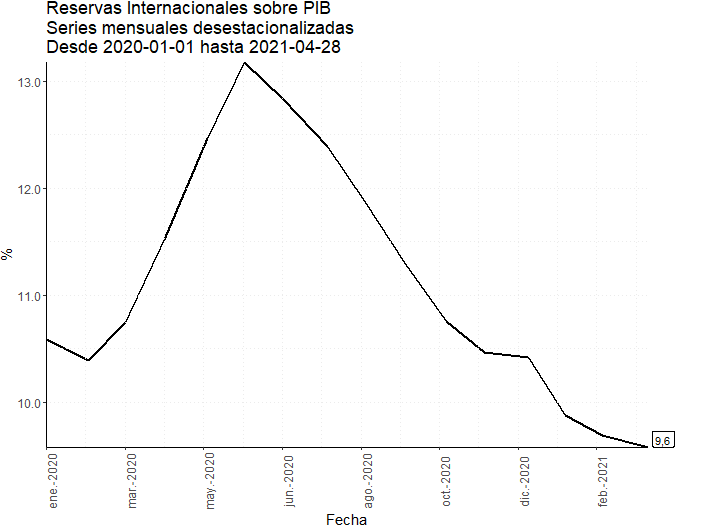 Reservas Internacionales sobre PIB
Series mensuales desestacionalizadas
Desde 2020-01-01 hasta 2021-04-28
%
13.0
12.0
11.0
10.0
9,6
ene.-2020
mar.-2020
may.-2020
jun.-2020
ago.-2020
oct.-2020
dic.-2020
feb.-2021
Fecha